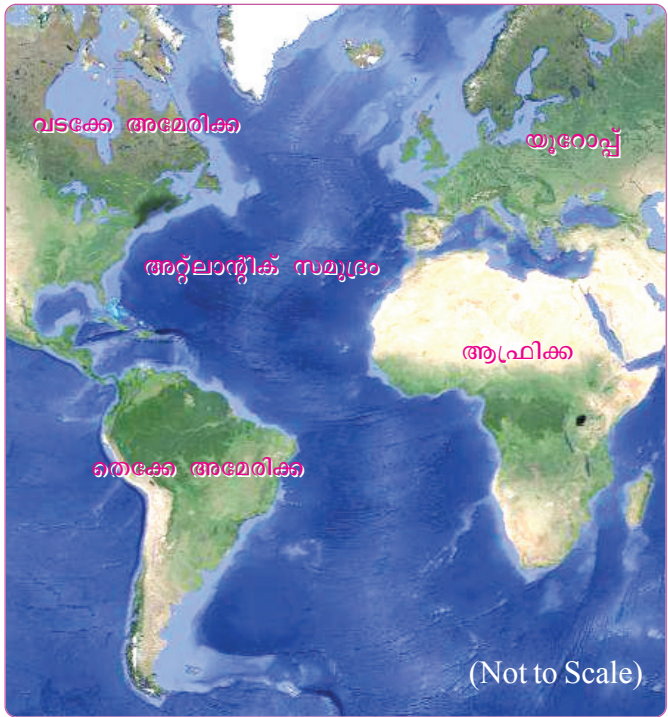 വടക്കേ അമേരിക്ക
യൂറോപ്പ്
അറ്റ്ലാന്റിക് സമുദ്രം
ആഫ്രിക്ക
തെക്കേ അമേരിക്ക
(Not to Scale)